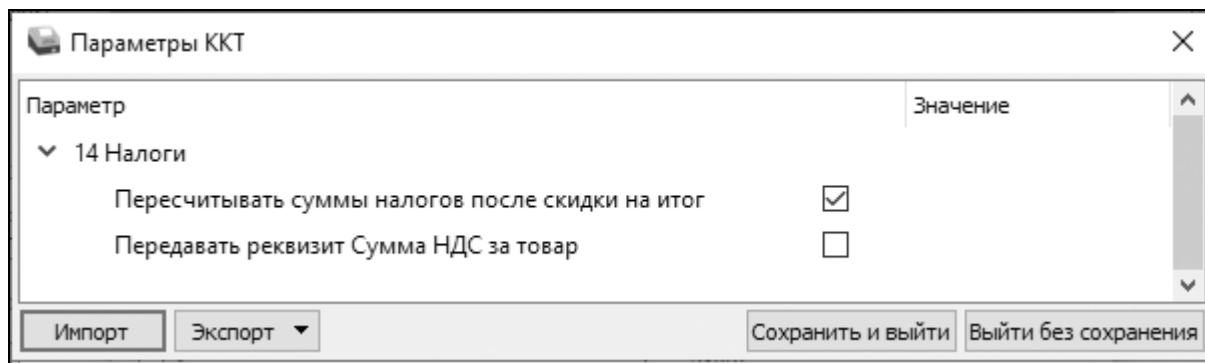 Параметры ККТ
Параметр Значение
14 Налоги
Пересчитывать суммы налогов после скидки на итог
Передавать реквизит Сумма НДС за товар
Импорт Экспорт Сохранить и выйти Выйти без сохранения